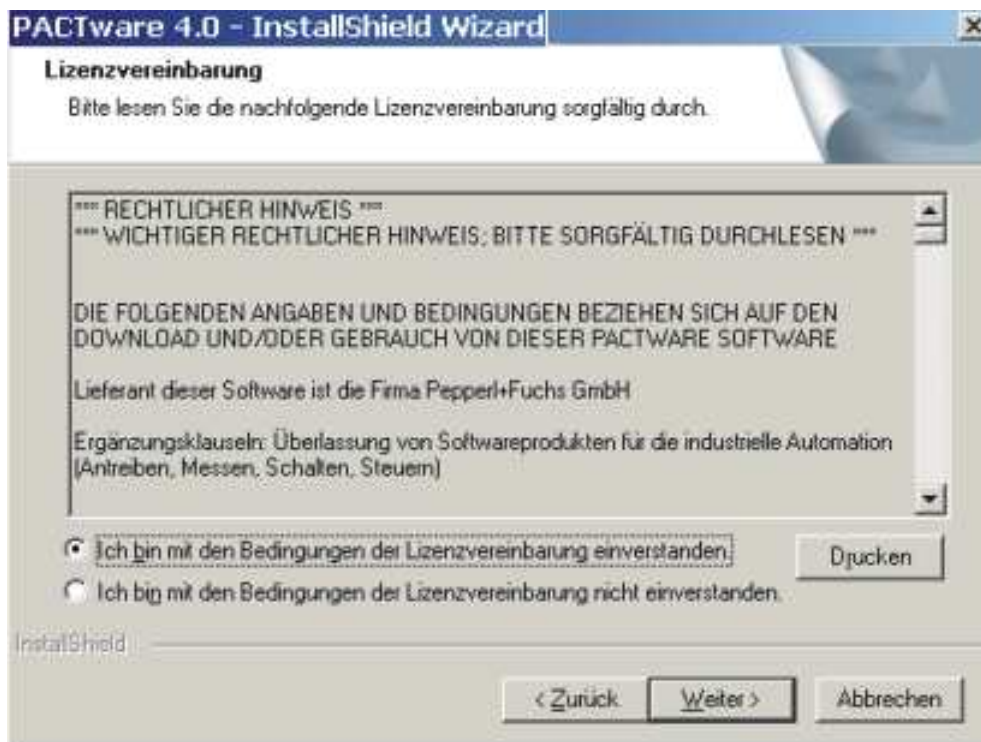 PACTware 4.0 - InstallShield Wizard
Lizenzvereinbarung
Bitte lesen Sie die nachfolgende Lizenzvereinbarung sorgfältig durch.
*** RECHTLICHER HINWEIS ***
*** WICHTIGER RECHTLICHER HINWEIS; BITTE SORGFÄLTIG DURCHLESEN ***
DIE FOLGENDEN ANGABEN UND BEDINGUNGEN BEZIEHEN SICH AUF DEN
DOWNLOAD UND/ODER GEBRAUCH VON DIESER PACTWARE SOFTWARE
Lieferant dieser Software ist die Firma Pepperl+Fuchs GmbH
Ergänzungsklauseln: Überlassung von Softwareprodukten für die industrielle Automation
(Antreiben, Messen, Schalten, Steuern)
Ich bin mit den Bedingungen der Lizenzvereinbarung einverstanden.
Drucken
Ich bin mit den Bedingungen der Lizenzvereinbarung nicht einverstanden.
InstallShield
< Zurück
Weiter >
Abbrechen